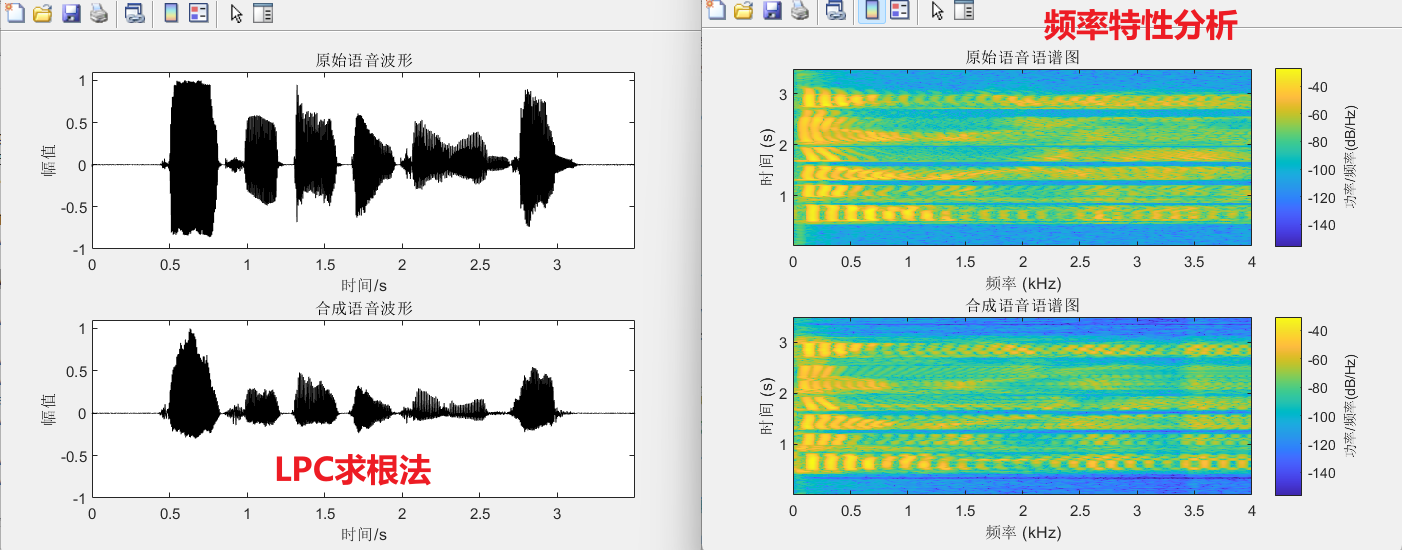 原始语音波形
1
0.5
0
-0.5
-1
幅值
0 0.5 1 1.5 2 2.5 3
时间/s
合成语音波形
1
0.5
0
-0.5
-1
幅值
LPC求根法
0 0.5 1 1.5 2 2.5 3
时间/s
频率特性分析
原始语音语谱图
3
2
1
时间 (s)
0 0.5 1 1.5 2 2.5 3 3.5 4
频率 (kHz)
-40
-60
-80
-100
-120
-140
功率/频率(dB/Hz)
合成语音语谱图
3
2
1
时间 (s)
0 0.5 1 1.5 2 2.5 3 3.5 4
频率 (kHz)
-40
-60
-80
-100
-120
-140
功率/频率(dB/Hz)